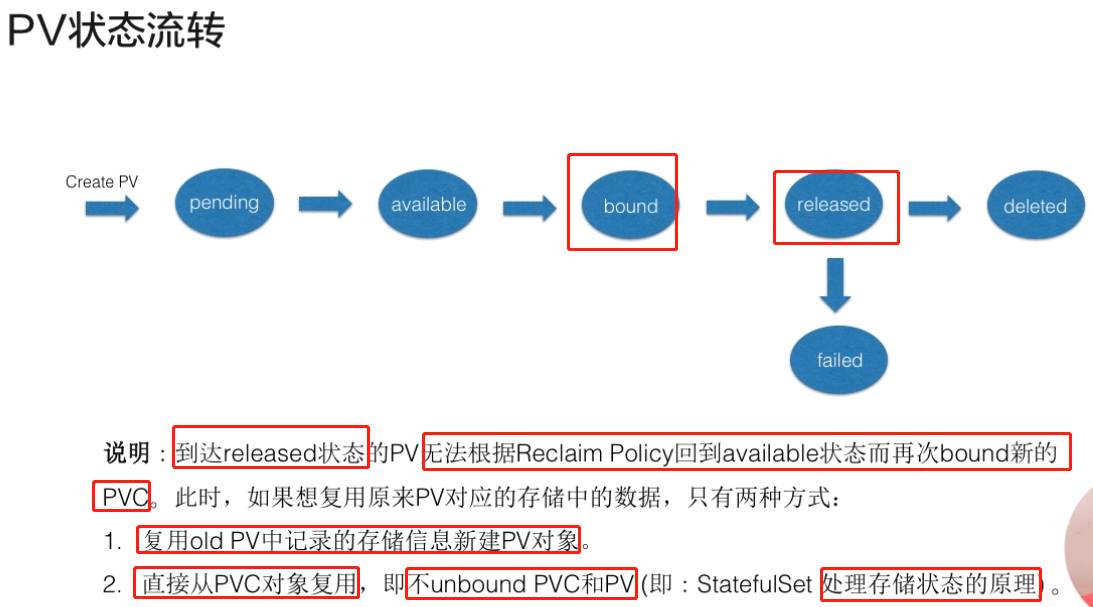 PV状态流转
Create PV
pending
available
bound
released
deleted
failed
说明：到达released状态的PV无法根据Reclaim Policy回到available状态而再次bound新的
PVC。此时，如果想复用原来PV对应的存储中的数据，只有两种方式：
1. 复用old PV中记录的存储信息新建PV对象。
2. 直接从PVC对象复用，即不unbound PVC和PV (即：StatefulSet 处理存储状态的原理) 。